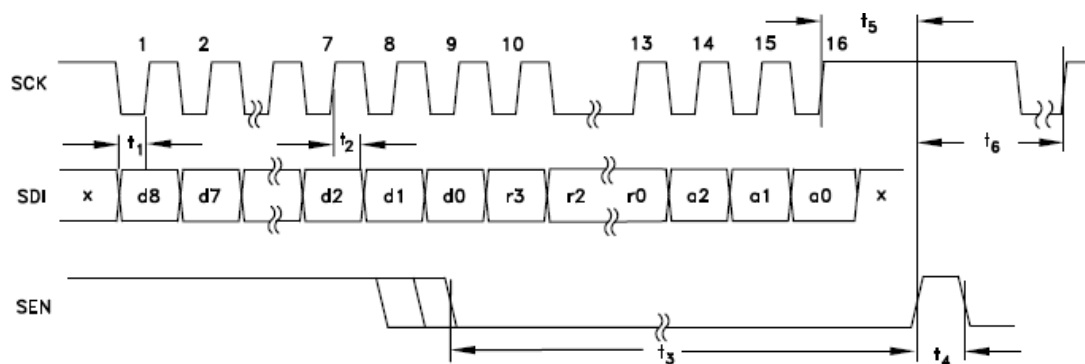 t5
1 2 7 8 9 10 13 14 15 16
SCK
t1 t2 t6
SDI x d8 d7 d2 d1 d0 r3 r2 r0 a2 a1 a0 x
SEN
t3 t4